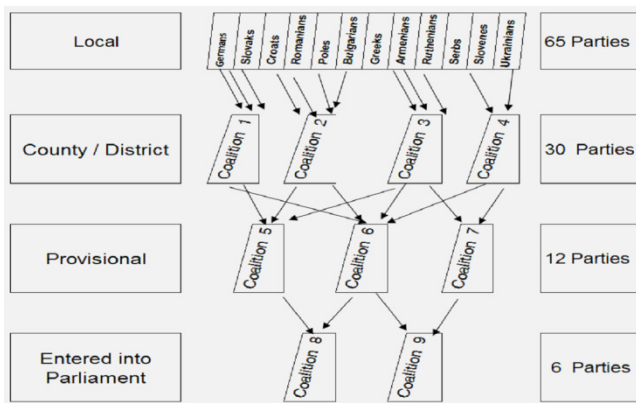 Local
Germans
Slovaks
Croats
Romanians
Poles
Bulgarians
Greeks
Armenians
Ruthenians
Serbs
Slovenes
Ukrainians
65 Parties
County / District
Coalition 1
Coalition 2
Coalition 3
Coalition 4
30 Parties
Provisional
Coalition 5
Coalition 6
Coalition 7
12 Parties
Entered into
Parliament
Coalition 8
Coalition 9
6 Parties